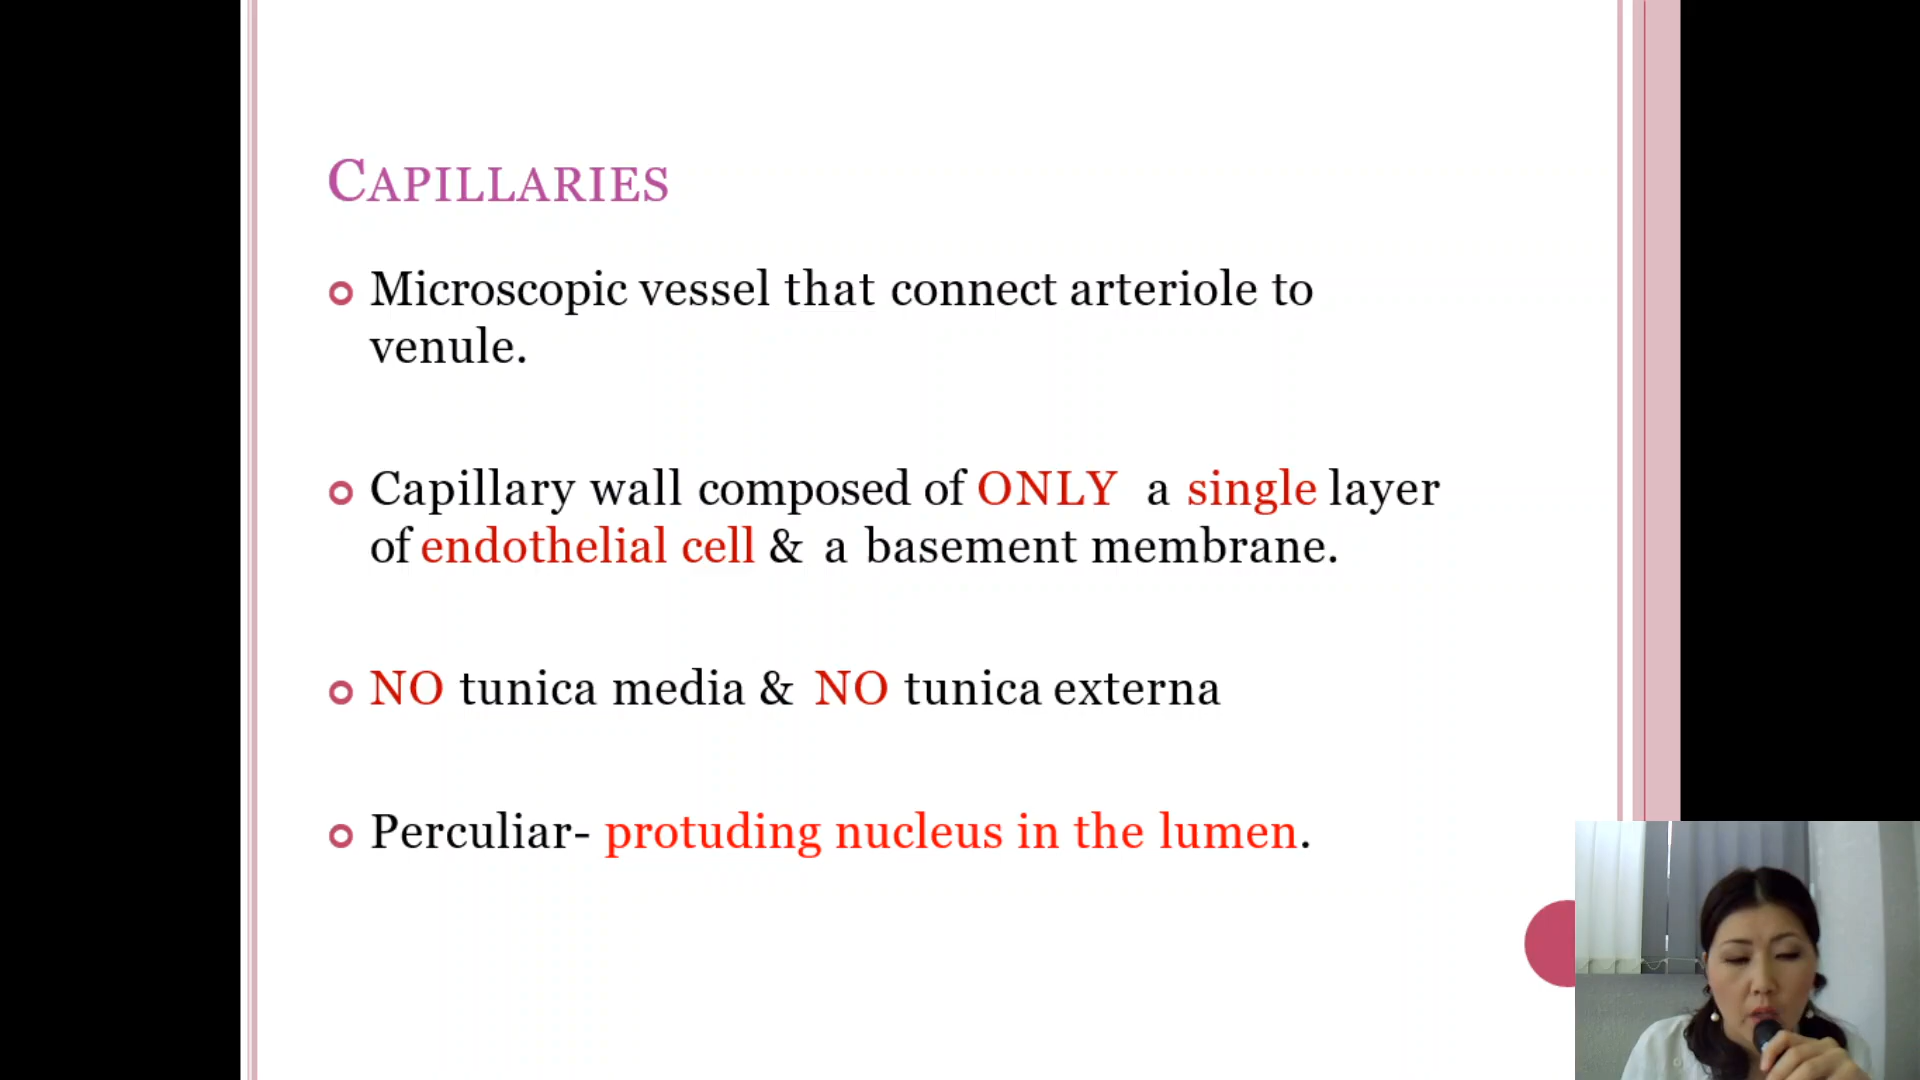 CAPILLARIES
Microscopic vessel that connect arteriole to
venule.
Capillary wall composed of ONLY a single layer
of endothelial cell & a basement membrane.
NO tunica media & NO tunica externa
Perculiar- protuding nucleus in the lumen.